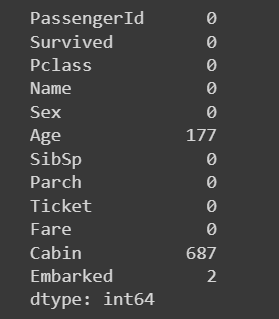 PassengerId 0
Survived 0
Pclass 0
Name 0
Sex 0
Age 177
SibSp 0
Parch 0
Ticket 0
Fare 0
Cabin 687
Embarked 2
dtype: int64